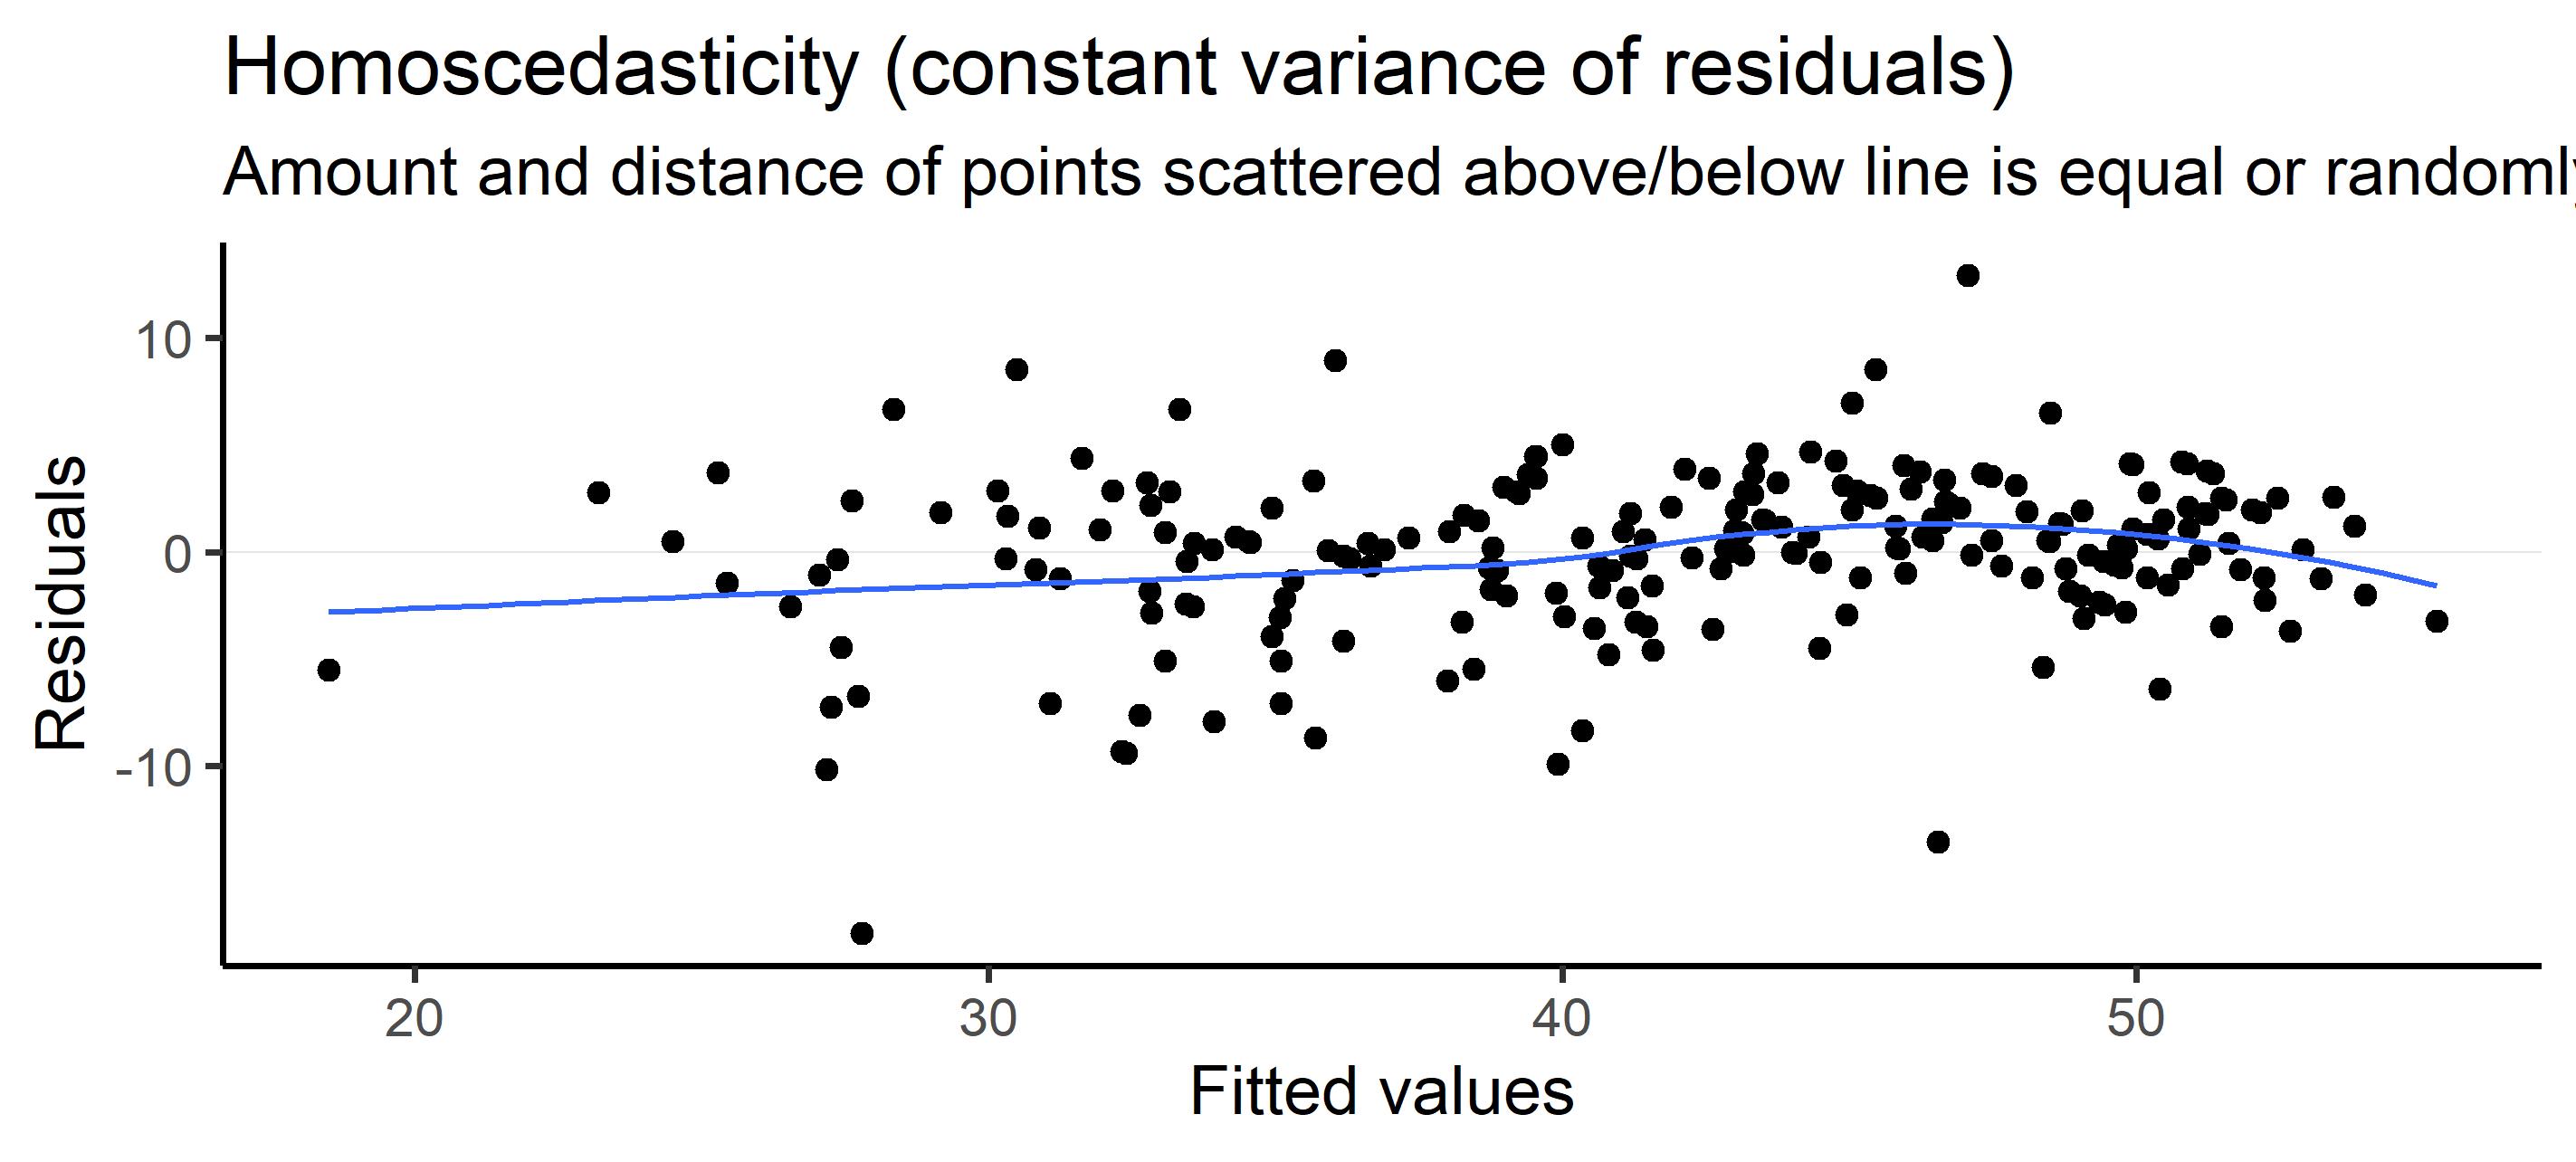 Homoscedasticity (constant variance of residuals)
Amount and distance of points scattered above/below line is equal or randomly
10
0
-10
Residuals
20 30 40 50
Fitted values